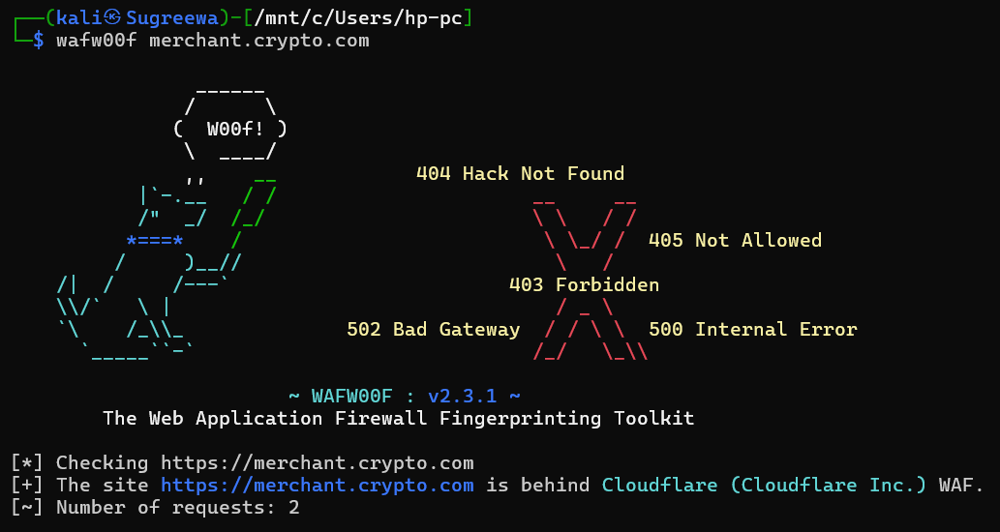 ┌──(kali㉿Sugreewa)-[/mnt/c/Users/hp-pc]
└─$ wafw00f merchant.crypto.com
W00f!
404 Hack Not Found
405 Not Allowed
403 Forbidden
502 Bad Gateway 500 Internal Error
~ WAFW00F : v2.3.1 ~
The Web Application Firewall Fingerprinting Toolkit
[*] Checking https://merchant.crypto.com
[+] The site https://merchant.crypto.com is behind Cloudflare (Cloudflare Inc.) WAF.
[~] Number of requests: 2